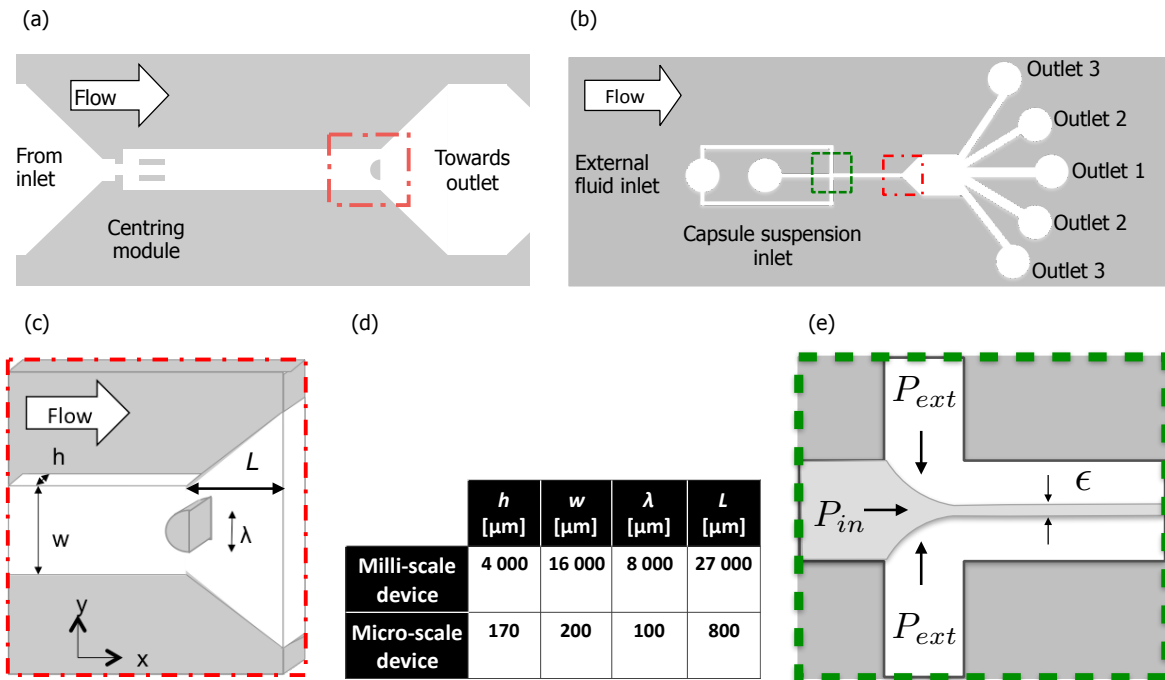 (a)
Flow
From
inlet
Centring
module
Towards
outlet
(b)
Flow
External
fluid inlet
Capsule suspension
inlet
Outlet 3
Outlet 2
Outlet 1
Outlet 2
Outlet 3
(c)
Flow
h
L
w
λ
y
x
(d)
h w λ L
[µm] [µm] [µm] [µm]
Milli-scale
device 4 000 16 000 8 000 27 000
Micro-scale
device 170 200 100 800
(e)
P_ext
ϵ
P_in
P_ext